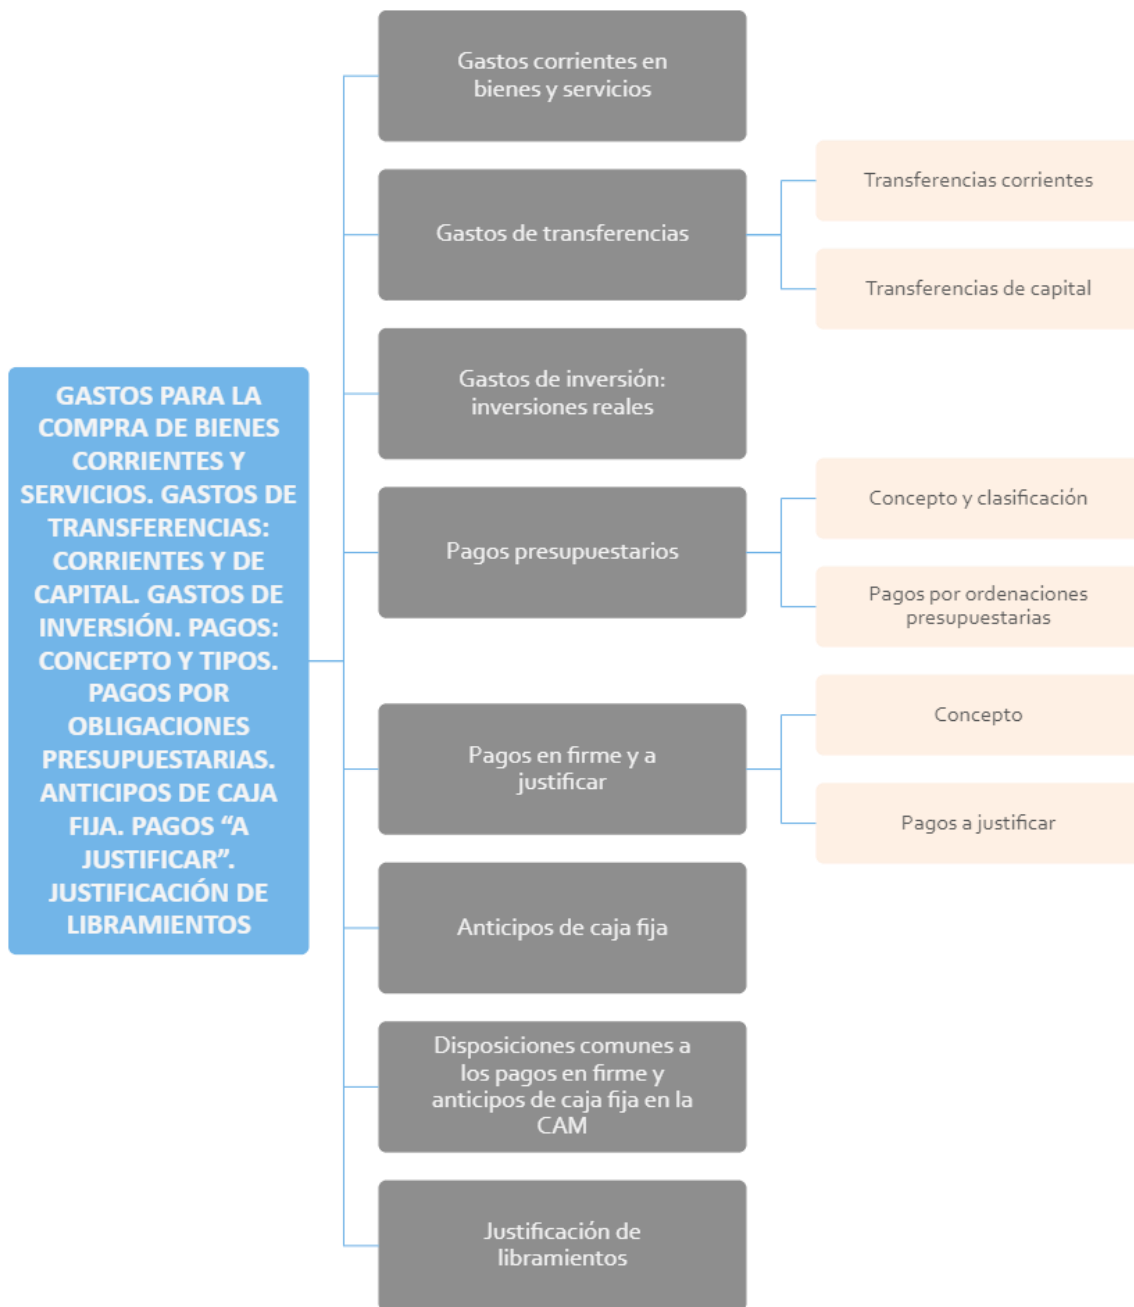 GASTOS PARA LA
COMPRA DE BIENES
CORRIENTES Y
SERVICIOS. GASTOS DE
TRANSFERENCIAS:
CORRIENTES Y DE
CAPITAL. GASTOS DE
INVERSIÓN. PAGOS:
CONCEPTO Y TIPOS.
PAGOS POR
OBLIGACIONES
PRESUPUESTARIAS.
ANTICIPOS DE CAJA
FIJA. PAGOS “A
JUSTIFICAR”.
JUSTIFICACIÓN DE
LIBRAMIENTOS
Gastos corrientes en
bienes y servicios
Gastos de transferencias
Transferencias corrientes
Transferencias de capital
Gastos de inversión:
inversiones reales
Pagos presupuestarios
Concepto y clasificación
Pagos por ordenaciones
presupuestarias
Pagos en firme y a
justificar
Concepto
Pagos a justificar
Anticipos de caja fija
Disposiciones comunes a
los pagos en firme y
anticipos de caja fija en la
CAM
Justificación de
libramientos